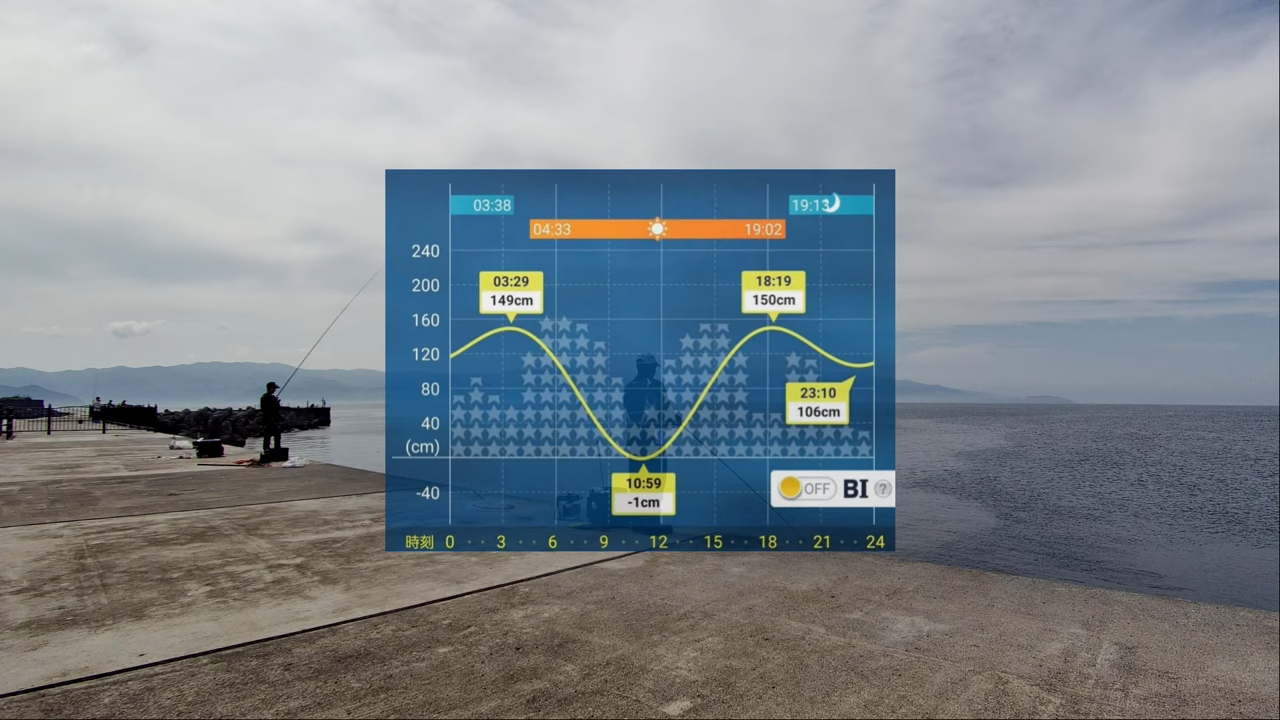 03:38
19:13
04:33
19:02
240
200
160
120
80
40
(cm)
-40
03:29
149cm
18:19
150cm
23:10
106cm
10:59
-1cm
OFF BI ?
時刻 0 3 6 9 12 15 18 21 24